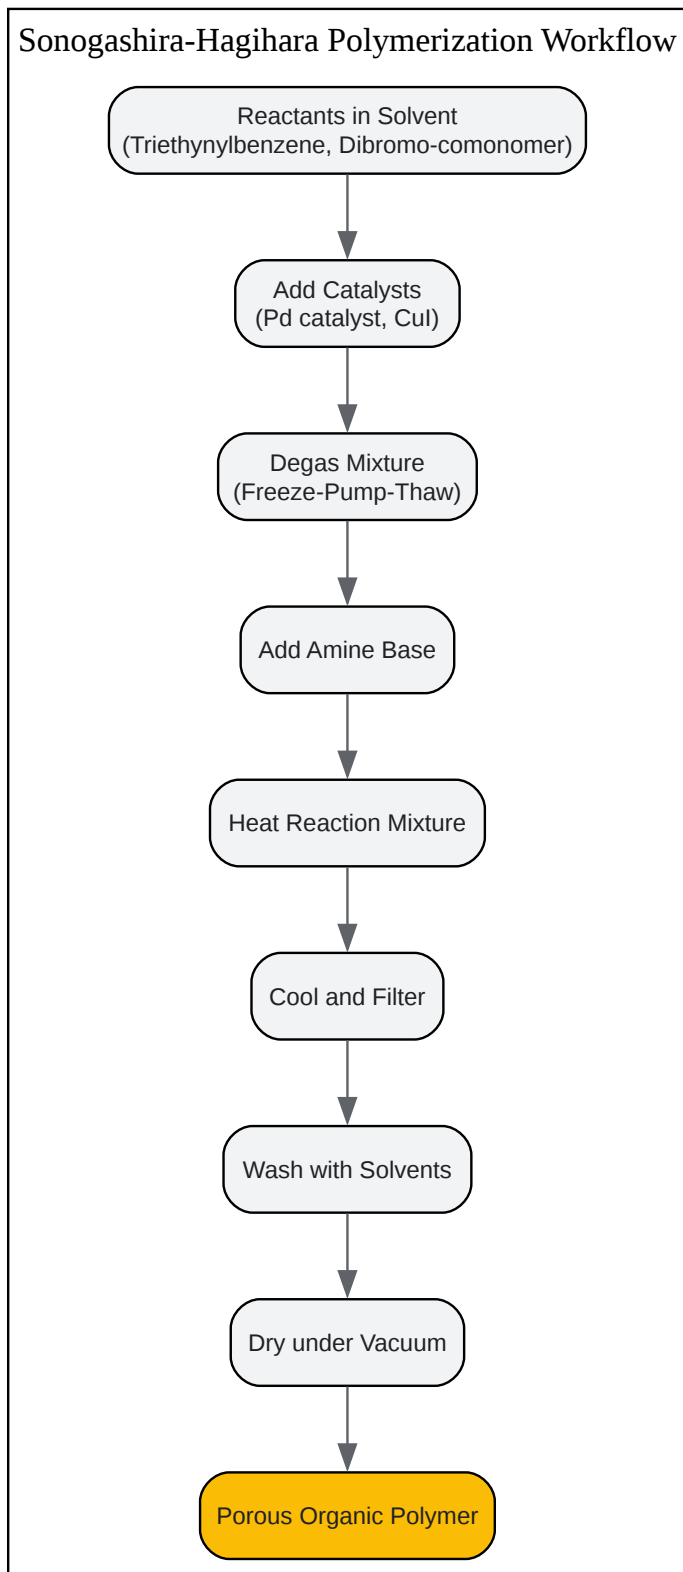 Sonogashira-Hagihara Polymerization Workflow
Reactants in Solvent
(Triethynylbenzene, Dibromo-comonomer)
Add Catalysts
(Pd catalyst, CuI)
Degas Mixture
(Freeze-Pump-Thaw)
Add Amine Base
Heat Reaction Mixture
Cool and Filter
Wash with Solvents
Dry under Vacuum
Porous Organic Polymer